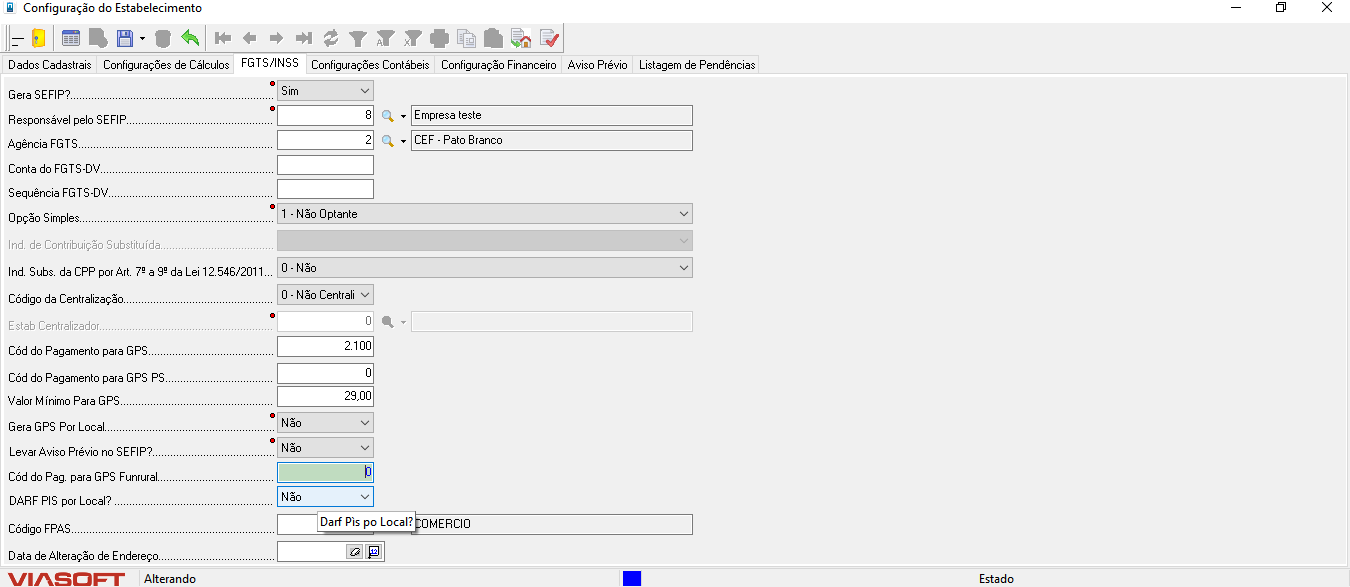 Configuração do Estabelecimento
Dados Cadastrais Configurações de Cálculos FGTS/INSS Configurações Contábeis Configuração Financeiro Aviso Prévio Listagem de Pendências
Gera SEFIP? Sim
Responsável pelo SEFIP 8 Empresa teste
Agência FGTS 2 CEF - Pato Branco
Conta do FGTS-DV
Sequência FGTS-DV
Opção Simples 1 - Não Optante
Ind. de Contribuição Substituída
Ind. Subs. da CPP por Art. 7º a 9º da Lei 12.546/2011... 0 - Não
Código da Centralização 0 - Não Centrali
Estab Centralizador 0
Cód do Pagamento para GPS 2.100
Cód do Pagamento para GPS PS 0
Valor Mínimo Para GPS 29,00
Gera GPS Por Local Não
Levar Aviso Prévio no SEFIP? Não
Cód do Pag. para GPS Funrural 0
DARF PIS por Local? Não
Darf Pis po Local?
Código FPAS COMERCIO
Data de Alteração de Endereço 12
VIASOFT Alterando Estado